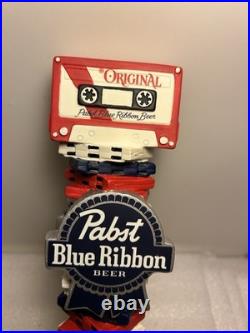 ORIGINAL
Pabst Blue Ribbon Beer
Pabst
Blue Ribbon
BEER